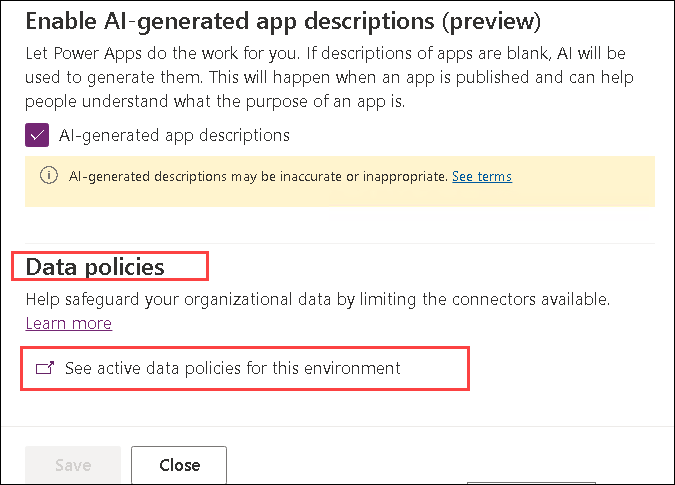 Enable AI-generated app descriptions (preview)
Let Power Apps do the work for you. If descriptions of apps are blank, AI will be
used to generate them. This will happen when an app is published and can help
people understand what the purpose of an app is.
AI-generated app descriptions
AI-generated descriptions may be inaccurate or inappropriate. See terms
Data policies
Help safeguard your organizational data by limiting the connectors available.
Learn more
See active data policies for this environment
Save
Close